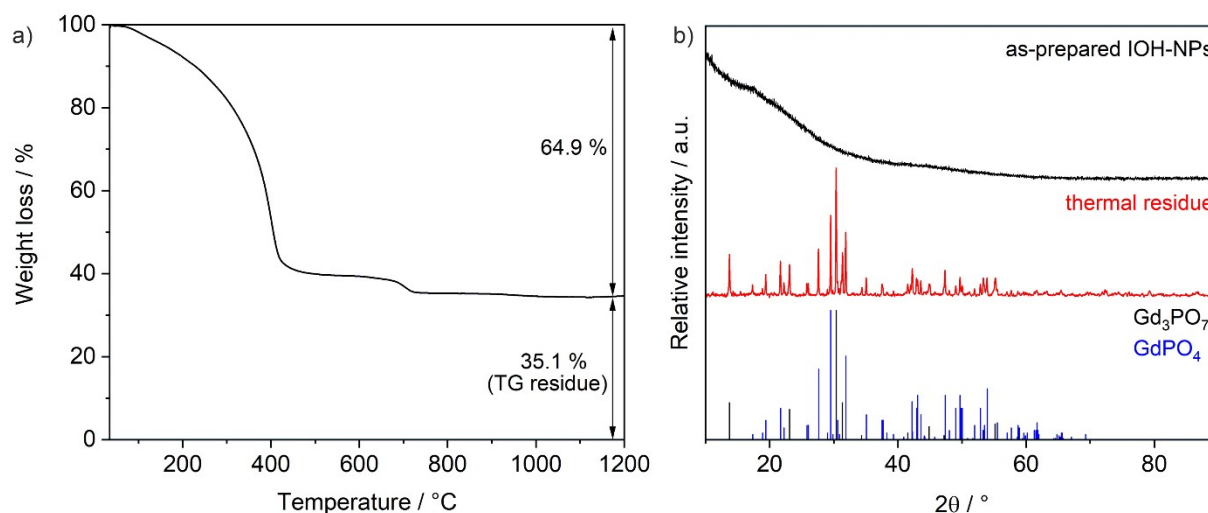 a)
Weight loss / %
100
80
60
40
20
0
64.9 %
35.1 %
(TG residue)
200
400
600
800
1000
1200
Temperature / °C
b)
Relative intensity / a.u.
as-prepared IOH-NPs
thermal residue
Gd₃PO₇
GdPO₄
20
40
60
80
2θ / °